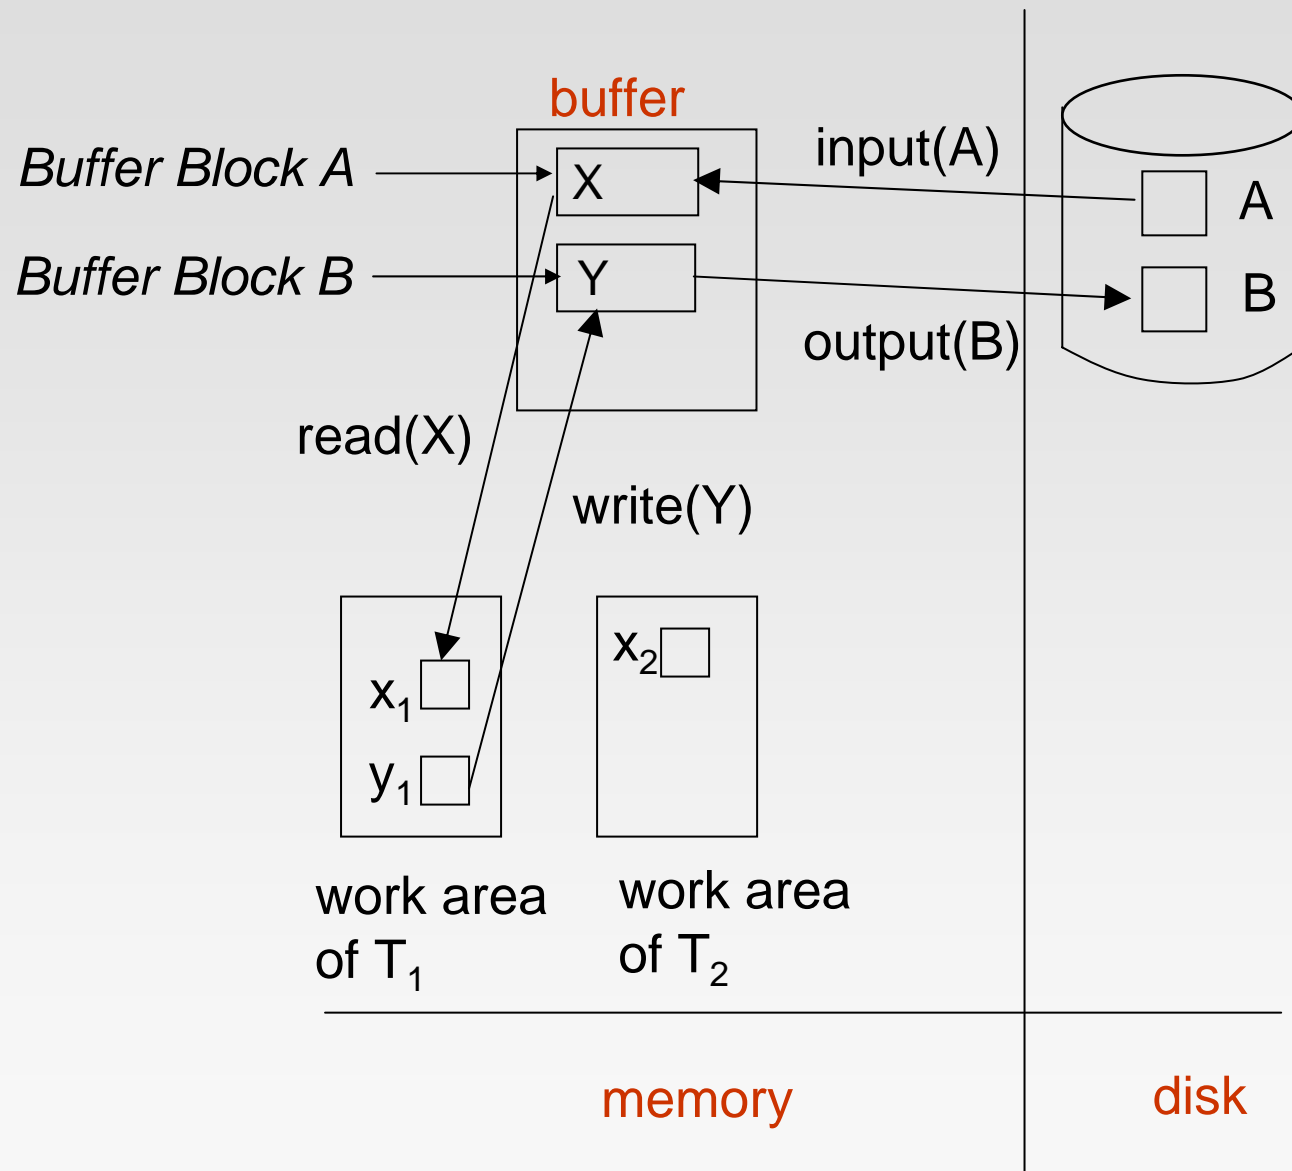 buffer
input(A)
Buffer Block A
X
A
Buffer Block B
Y
B
output(B)
read(X)
write(Y)
x₂
x₁
y₁
work area
of T₁
work area
of T₂
memory
disk